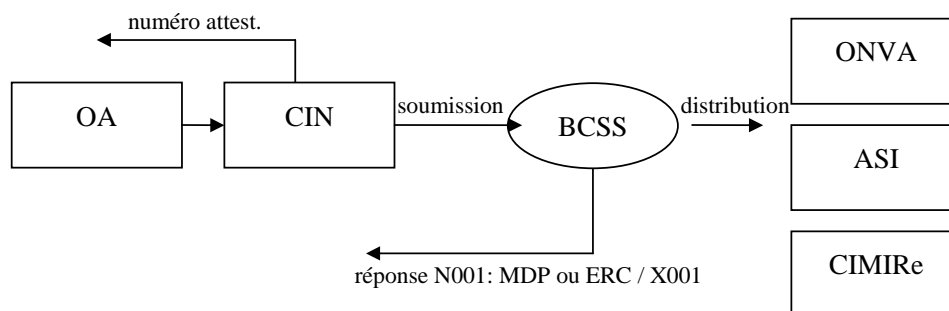 numéro attest.
OA
CIN
soumission
BCSS
distribution
ONVA
ASI
CIMIRe
réponse N001: MDP ou ERC / X001